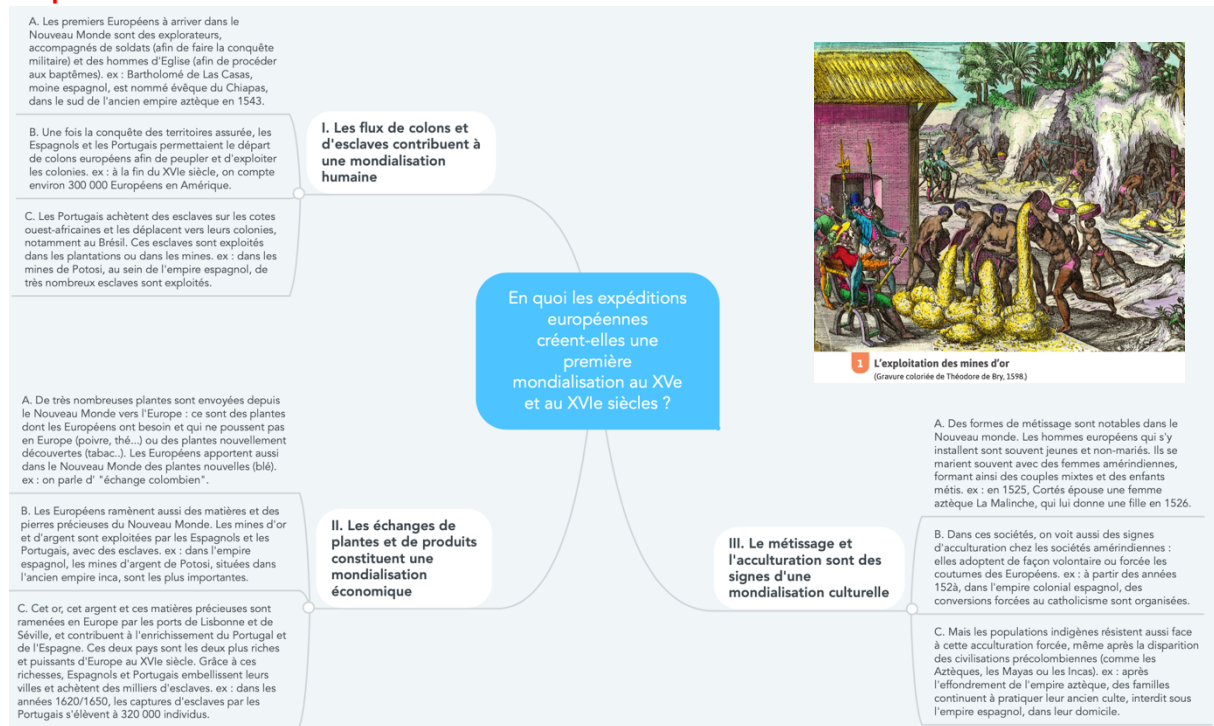 A. Les premiers Européens à arriver dans le
Nouveau Monde sont des explorateurs,
accompagnés de soldats (afin de faire la conquête
militaire) et des hommes d'Eglise (afin de procéder
aux baptêmes). ex : Bartholomé de Las Casas,
moine espagnol, est nommé évêque du Chiapas,
dans le sud de l'ancien empire aztèque en 1543.
B. Une fois la conquête des territoires assurée, les
Espagnols et les Portugais permettaient le départ
de colons européens afin de peupler et d'exploiter
les colonies. ex : à la fin du XVIe siècle, on compte
environ 300 000 Européens en Amérique.
C. Les Portugais achètent des esclaves sur les cotes
ouest-africaines et les déplacent vers leurs colonies,
notamment au Brésil. Ces esclaves sont exploités
dans les plantations ou dans les mines. ex : dans les
mines de Potosi, au sein de l'empire espagnol, de
très nombreux esclaves sont exploités.
I. Les flux de colons et
d'esclaves contribuent à
une mondialisation
humaine
1 L'exploitation des mines d'or
(Gravure coloriée de Théodore de Bry, 1598.)
En quoi les expéditions
européennes
créent-elles une
première
mondialisation au XVe
et au XVIe siècles ?
A. De très nombreuses plantes sont envoyées depuis
le Nouveau Monde vers l'Europe : ce sont des plantes
dont les Européens ont besoin et qui ne poussent pas
en Europe (poivre, thé...) ou des plantes nouvellement
découvertes (tabac..). Les Européens apportent aussi
dans le Nouveau Monde des plantes nouvelles (blé).
ex : on parle d' "échange colombien".
B. Les Européens ramènent aussi des matières et des
pierres précieuses du Nouveau Monde. Les mines d'or
et d'argent sont exploitées par les Espagnols et les
Portugais, avec des esclaves. ex : dans l'empire
espagnol, les mines d'argent de Potosi, situées dans
l'ancien empire inca, sont les plus importantes.
C. Cet or, cet argent et ces matières précieuses sont
ramenées en Europe par les ports de Lisbonne et de
Séville, et contribuent à l'enrichissement du Portugal et
de l'Espagne. Ces deux pays sont les deux plus riches
et puissants d'Europe au XVIe siècle. Grâce à ces
richesses, Espagnols et Portugais embellissent leurs
villes et achètent des milliers d'esclaves. ex : dans les
années 1620/1650, les captures d'esclaves par les
Portugais s'élèvent à 320 000 individus.
II. Les échanges de
plantes et de produits
constituent une
mondialisation
économique
III. Le métissage et
l'acculturation sont des
signes d'une
mondialisation culturelle
A. Des formes de métissage sont notables dans le
Nouveau monde. Les hommes européens qui s'y
installent sont souvent jeunes et non-mariés. Ils se
marient souvent avec des femmes amérindiennes,
formant ainsi des couples mixtes et des enfants
métis. ex : en 1525, Cortés épouse une femme
aztèque La Malinche, qui lui donne une fille en 1526.
B. Dans ces sociétés, on voit aussi des signes
d'acculturation chez les sociétés amérindiennes :
elles adoptent de façon volontaire ou forcée les
coutumes des Européens. ex : à partir des années
152à, dans l'empire colonial espagnol, des
conversions forcées au catholicisme sont organisées.
C. Mais les populations indigènes résistent aussi face
à cette acculturation forcée, même après la disparition
des civilisations précolombiennes (comme les
Aztèques, les Mayas ou les Incas). ex : après
l'effondrement de l'empire aztèque, des familles
continuent à pratiquer leur ancien culte, interdit sous
l'empire espagnol, dans leur domicile.